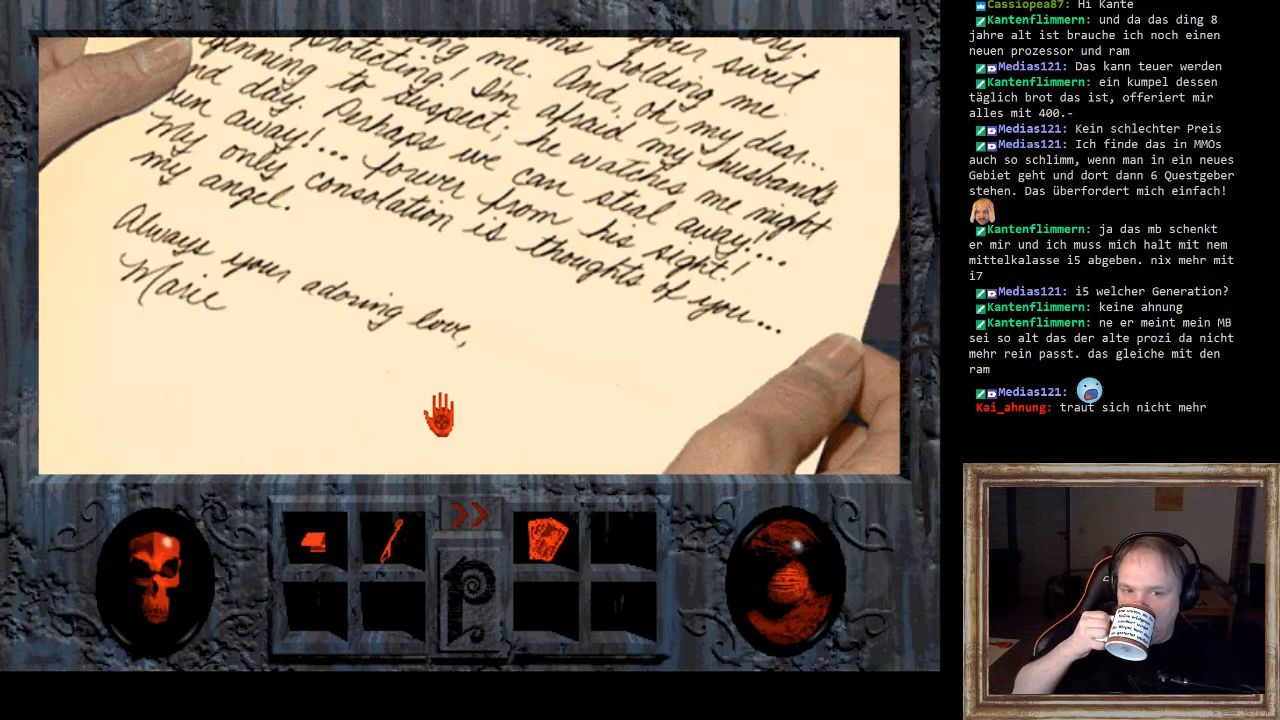 your
me. holding sweet
protecting! And, oh, my me.
beginning I'm afraid my dear...
to suspect; he watches husband's
day. Perhaps we can steal me night
away!... forever from his away!...
My only consolation is thoughts sight!
my angel. of you...
Always your adoring love,
Marie
Cassiopea87: Hi Kante
Kantenflimmern: und da das ding 8
jahre alt ist brauche ich noch einen
neuen prozessor und ram
Medias121: Das kann teuer werden
Kantenflimmern: ein kumpel dessen
täglich brot das ist, offeriert mir
alles mit 400.-
Medias121: Kein schlechter Preis
Medias121: Ich finde das in MMOs
auch so schlimm, wenn man in ein neues
Gebiet geht und dort dann 6 Questgeber
stehen. Das überfordert mich einfach!
Kantenflimmern: ja das mb schenkt
er mir und ich muss mich halt mit nem
mittelkalasse i5 abgeben. nix mehr mit
i7
Medias121: i5 welcher Generation?
Kantenflimmern: keine ahnung
Kantenflimmern: ne er meint mein MB
sei so alt das der alte prozi da nicht
mehr rein passt. das gleiche mit den
ram
Medias121:
Kai_ahnung: traut sich nicht mehr